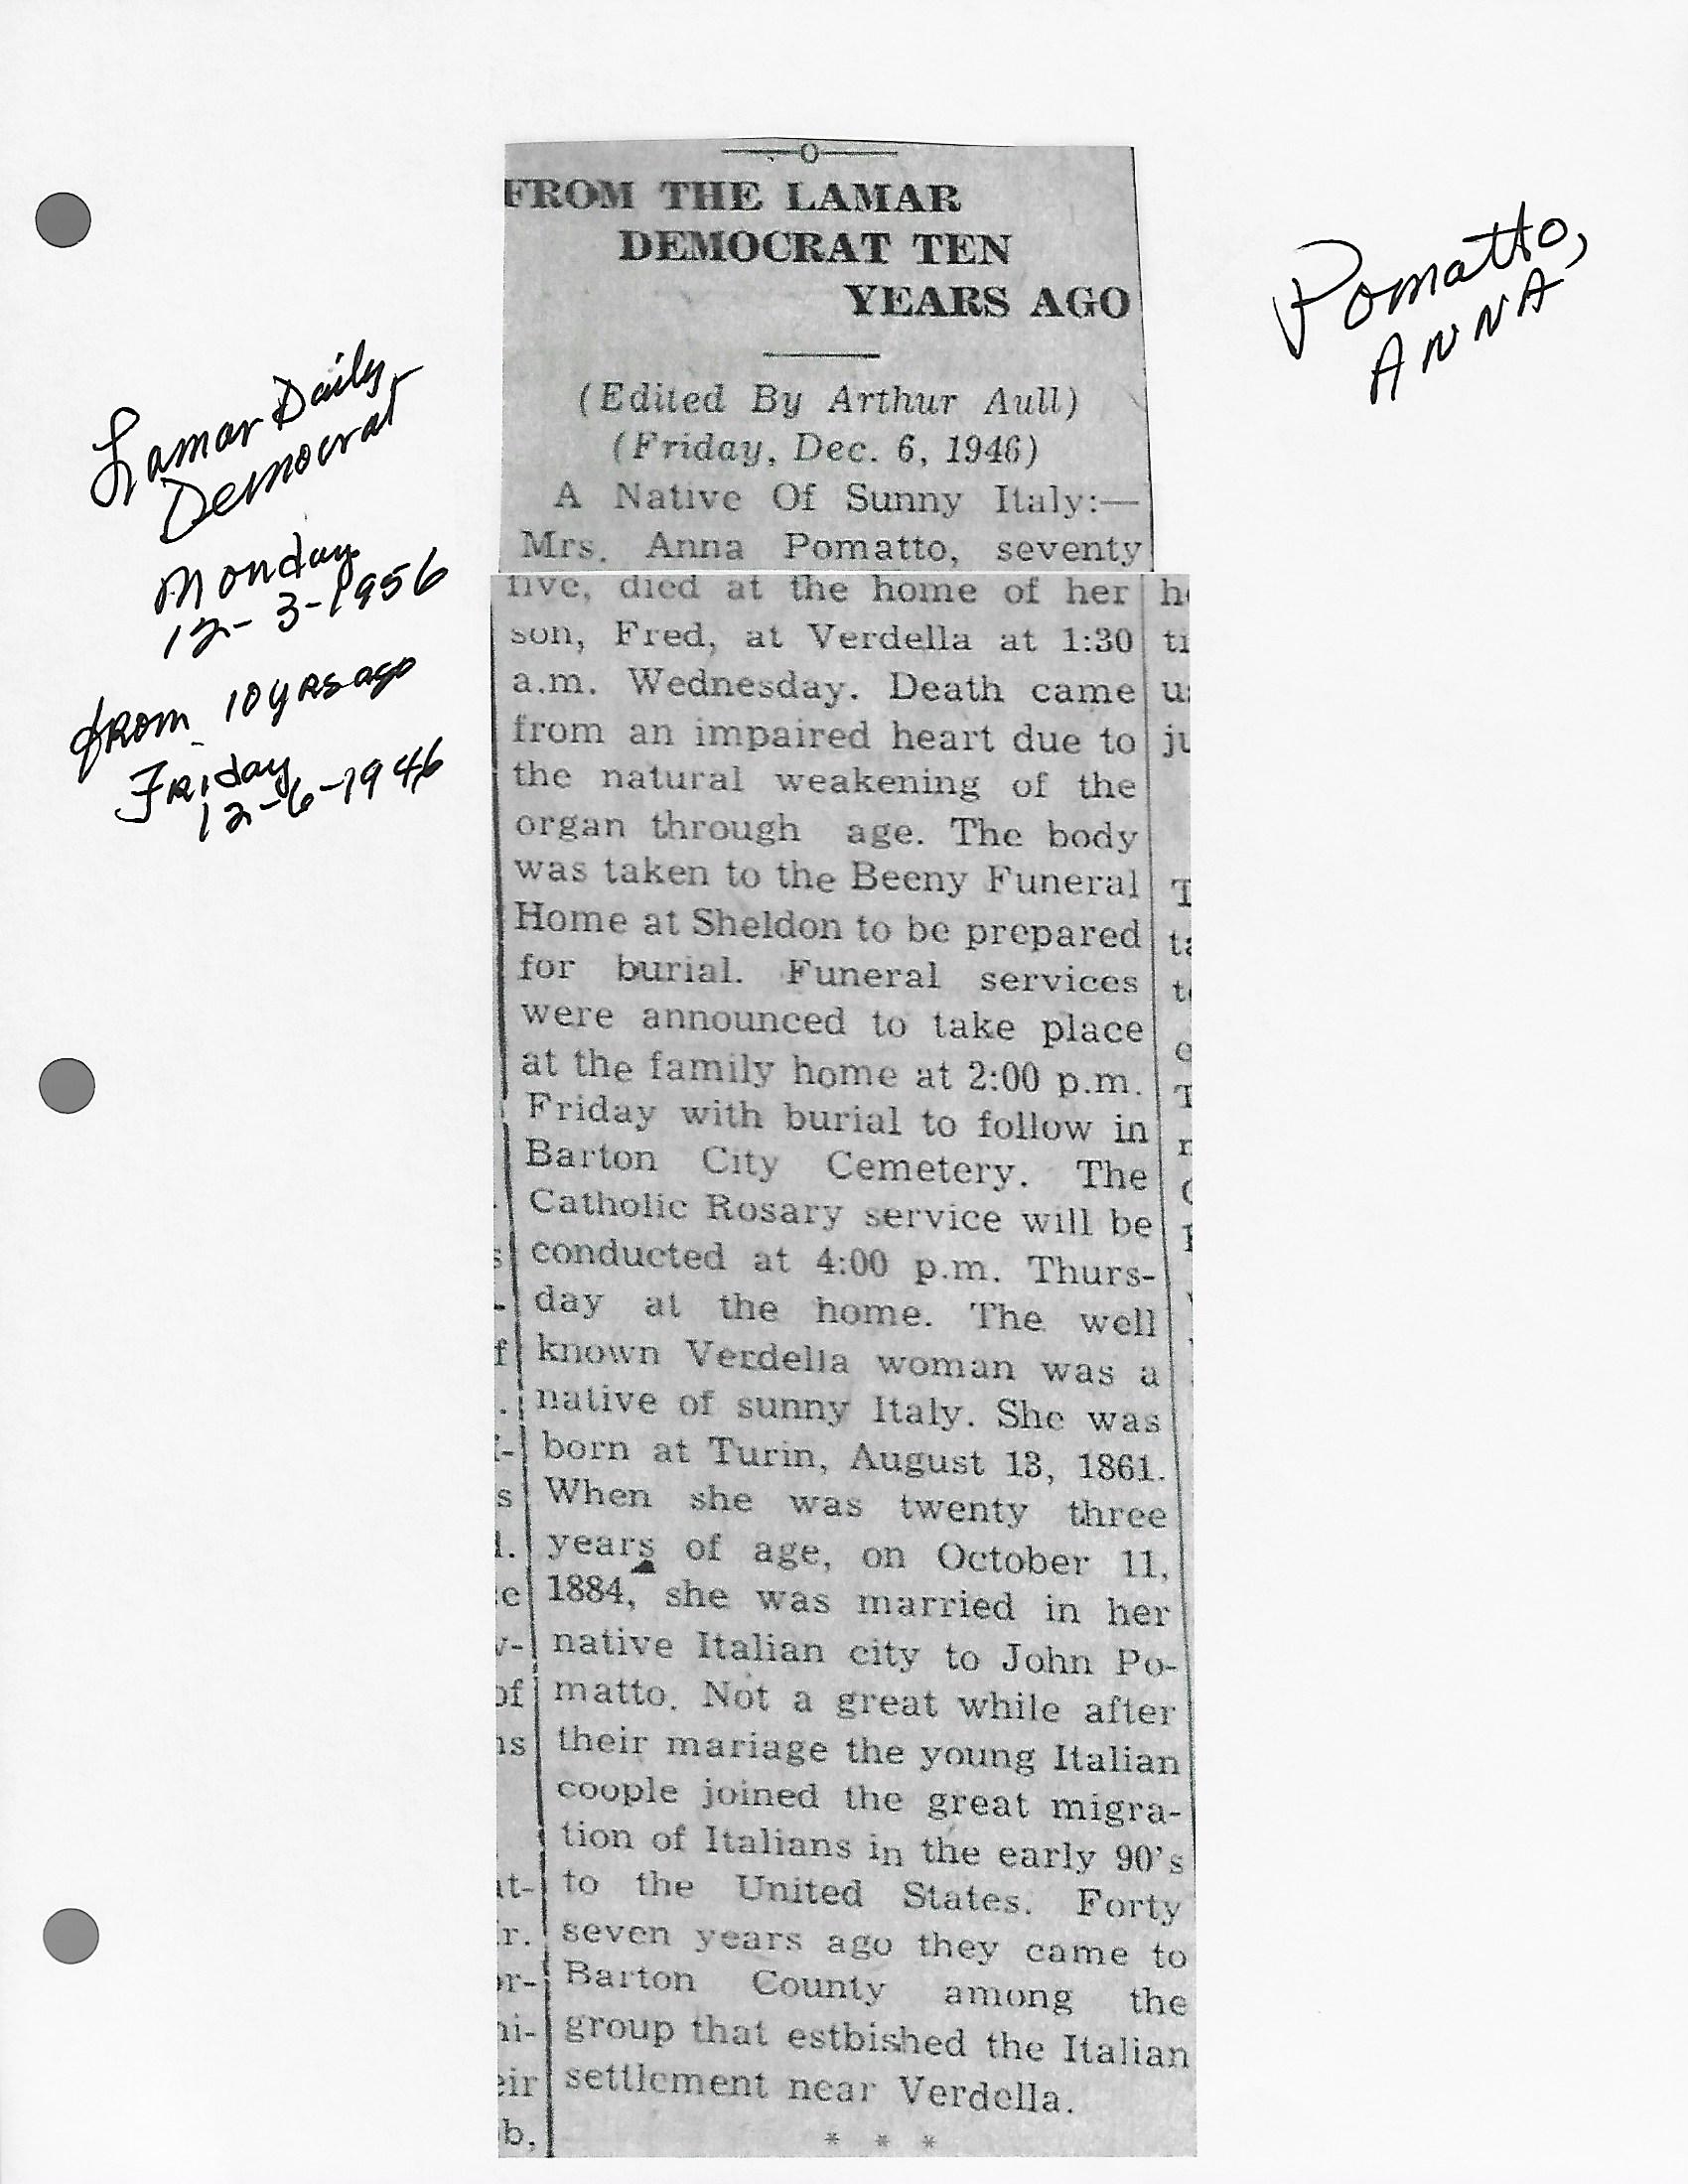 Pomatto,
ANNA
Lamar Daily
Democrat
Monday
12-3-1956
from 10 yrs ago
Friday
12-6-1946
FROM THE LAMAR
DEMOCRAT TEN
YEARS AGO
(Edited By Arthur Aull)
(Friday, Dec. 6, 1946)
A Native Of Sunny Italy:—
Mrs. Anna Pomatto, seventy
five, died at the home of her
son, Fred, at Verdella at 1:30
a.m. Wednesday. Death came
from an impaired heart due to
the natural weakening of the
organ through age. The body
was taken to the Beeny Funeral
Home at Sheldon to be prepared
for burial. Funeral services
were announced to take place
at the family home at 2:00 p.m.
Friday with burial to follow in
Barton City Cemetery. The
Catholic Rosary service will be
conducted at 4:00 p.m. Thurs-
day at the home. The well
known Verdella woman was a
native of sunny Italy. She was
born at Turin, August 13, 1861.
When she was twenty three
years of age, on October 11,
1884, she was married in her
native Italian city to John Po-
matto. Not a great while after
their mariage the young Italian
coople joined the great migra-
tion of Italians in the early 90's
to the United States. Forty
seven years ago they came to
Barton County among the
group that estbished the Italian
settlement near Verdella.
* * *